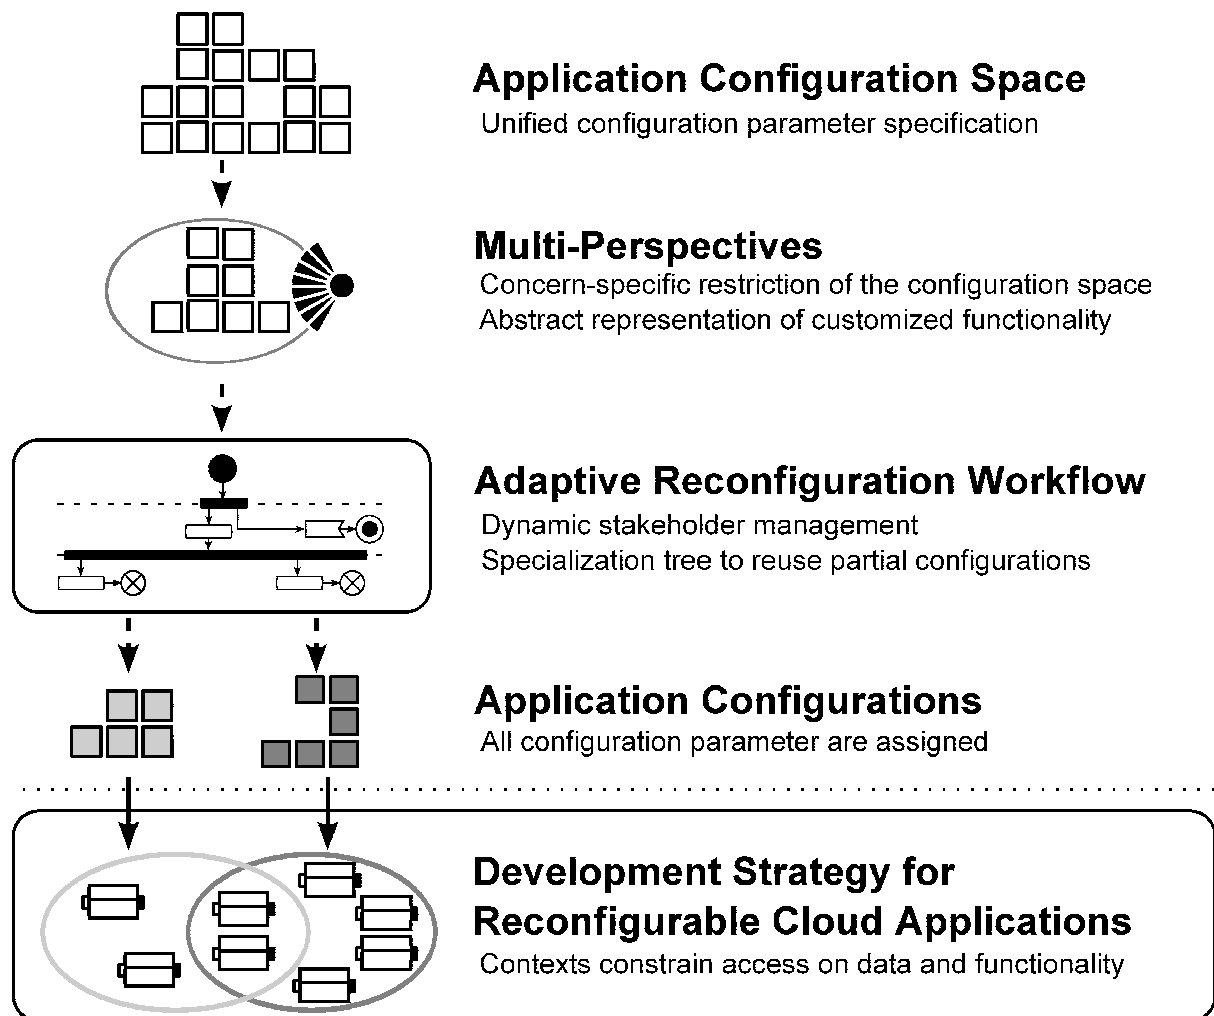 Application Configuration Space
Unified configuration parameter specification
Multi-Perspectives
Concern-specific restriction of the configuration space
Abstract representation of customized functionality
Adaptive Reconfiguration Workflow
Dynamic stakeholder management
Specialization tree to reuse partial configurations
Application Configurations
All configuration parameter are assigned
Development Strategy for
Reconfigurable Cloud Applications
Contexts constrain access on data and functionality